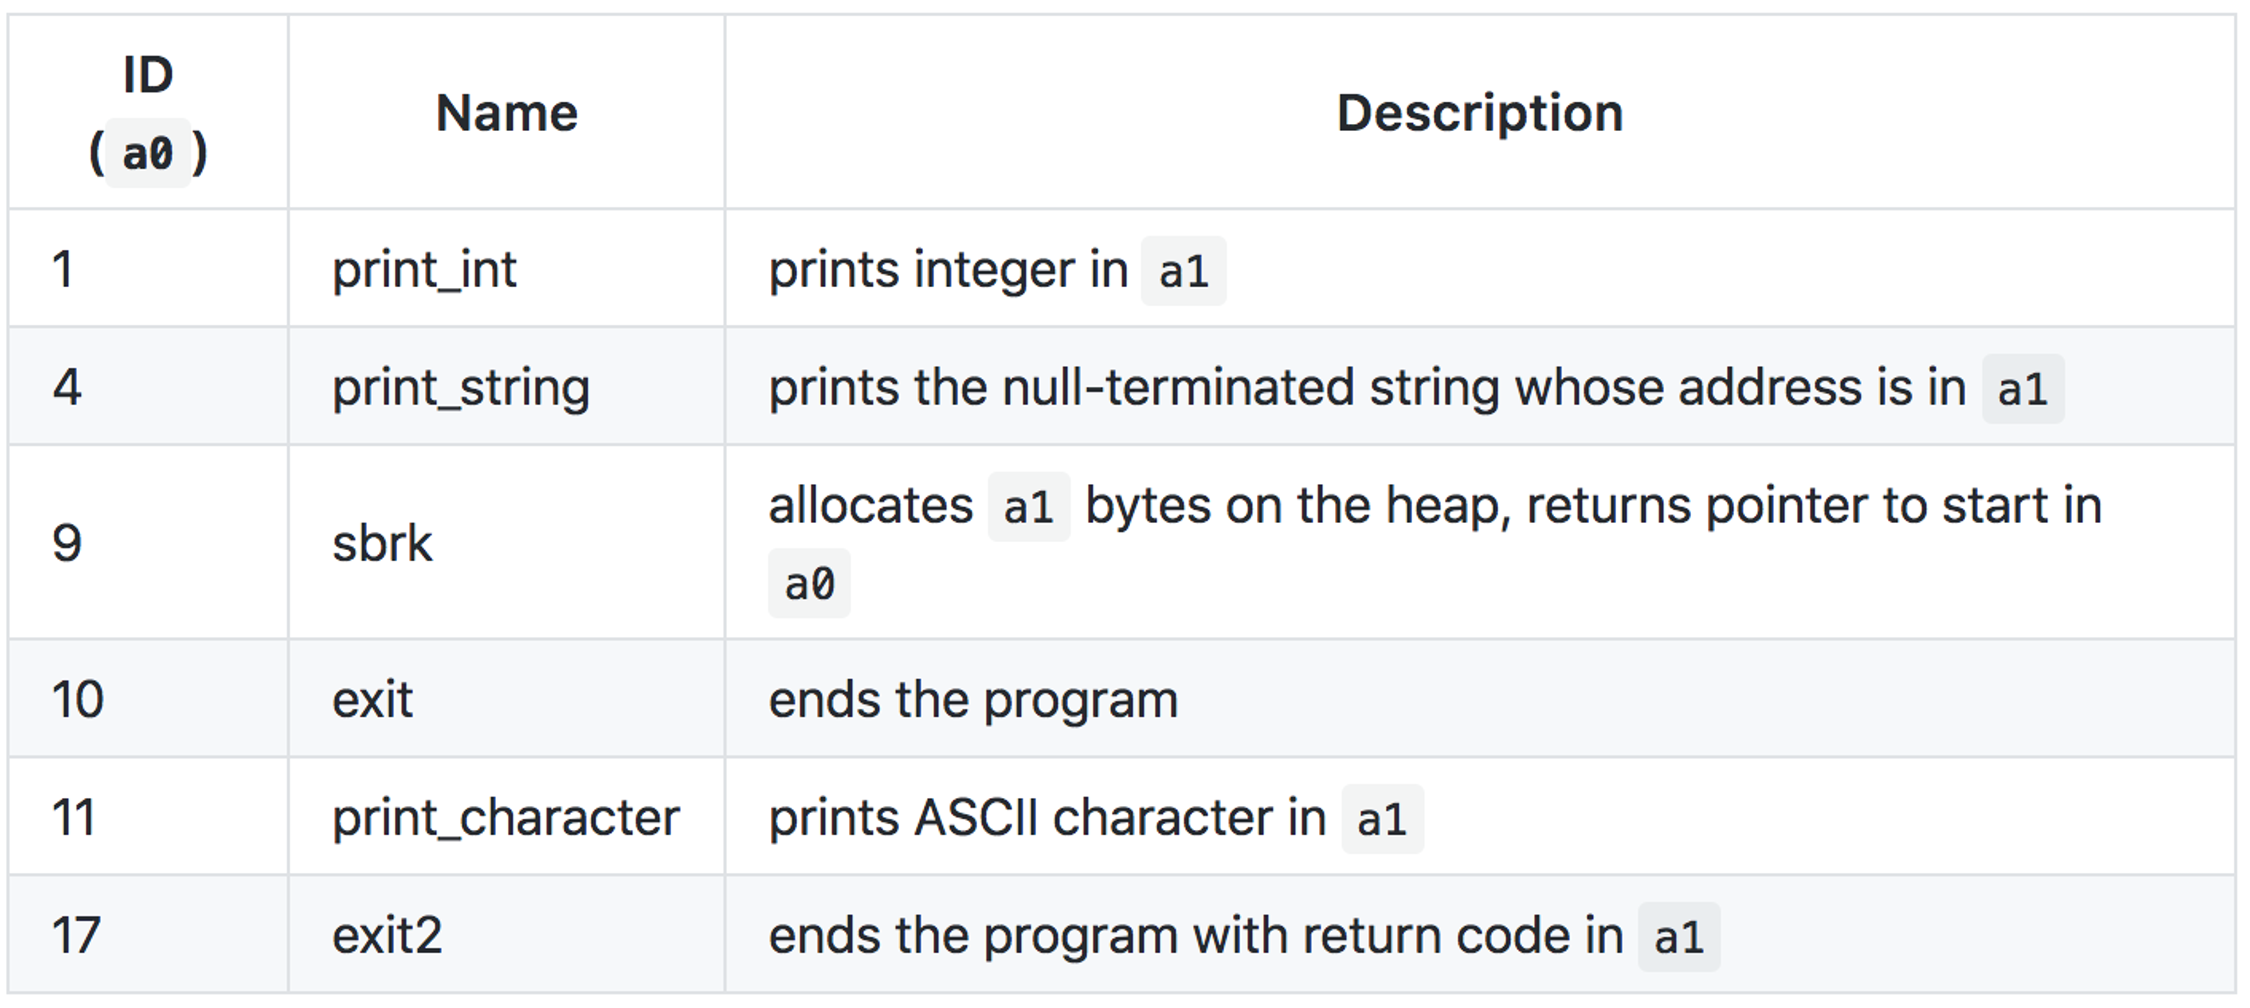 ID
(a0)
Name
Description
1
print_int
prints integer in a1
4
print_string
prints the null-terminated string whose address is in a1
9
sbrk
allocates a1 bytes on the heap, returns pointer to start in
a0
10
exit
ends the program
11
print_character
prints ASCII character in a1
17
exit2
ends the program with return code in a1